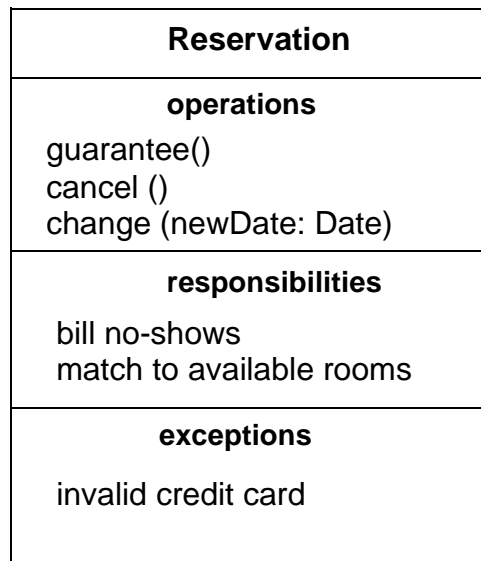 Reservation
operations
guarantee()
cancel ()
change (newDate: Date)
responsibilities
bill no-shows
match to available rooms
exceptions
invalid credit card